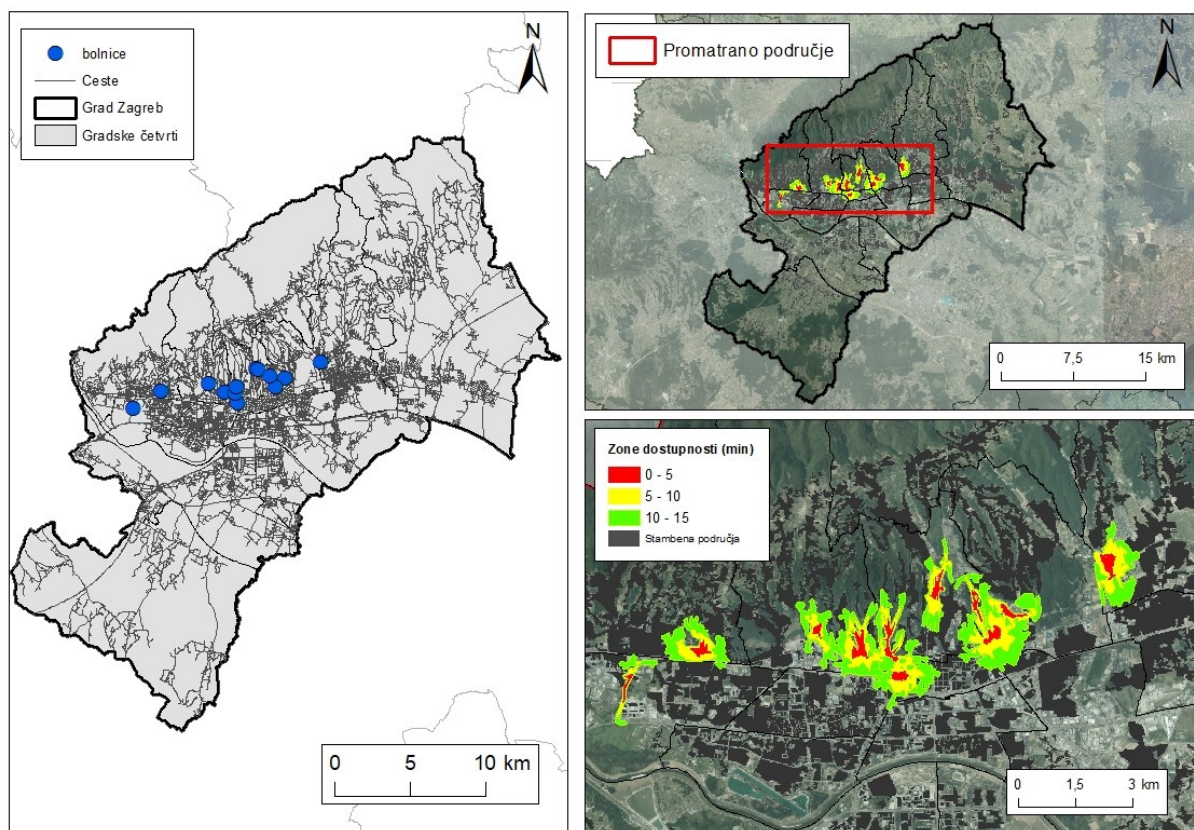 N
bolnice
Ceste
Grad Zagreb
Gradske četvrti
0 5 10 km
Promatrano područje
N
0 7,5 15 km
Zone dostupnosti (min)
0 - 5
5 - 10
10 - 15
Stambena područja
0 1,5 3 km